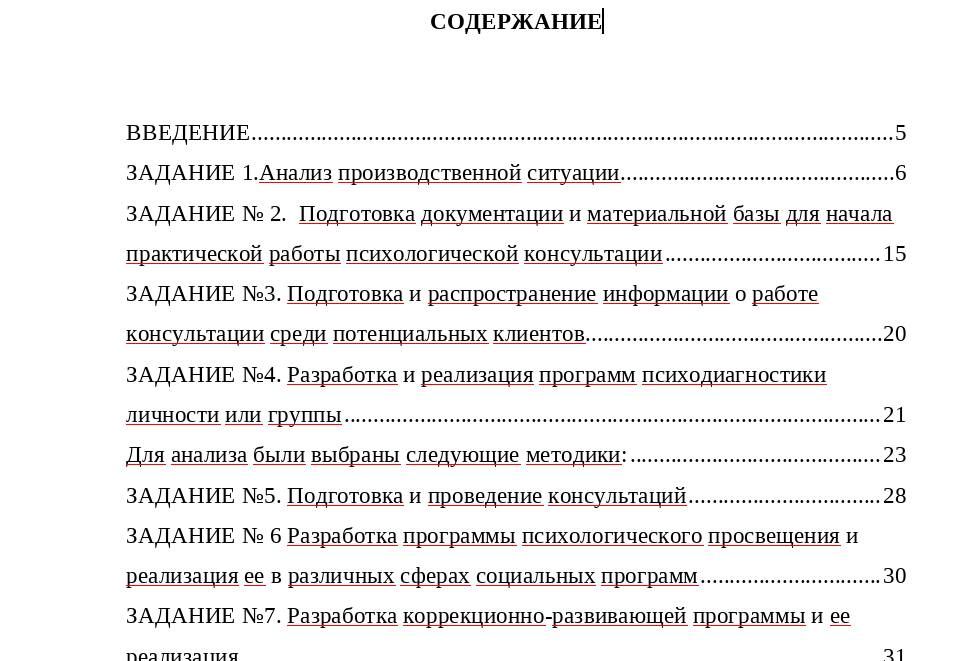 СОДЕРЖАНИЕ
ВВЕДЕНИЕ..............................................................................................................5
ЗАДАНИЕ 1.Анализ производственной ситуации...............................................6
ЗАДАНИЕ № 2.  Подготовка документации и материальной базы для начала
практической работы психологической консультации.....................................15
ЗАДАНИЕ №3. Подготовка и распространение информации о работе
консультации среди потенциальных клиентов...................................................20
ЗАДАНИЕ №4. Разработка и реализация программ психодиагностики
личности или группы............................................................................................21
Для анализа были выбраны следующие методики:...........................................23
ЗАДАНИЕ №5. Подготовка и проведение консультаций.................................28
ЗАДАНИЕ № 6 Разработка программы психологического просвещения и
реализация ее в различных сферах социальных программ...............................30
ЗАДАНИЕ №7. Разработка коррекционно-развивающей программы и ее
реализация..............................................................................................................31